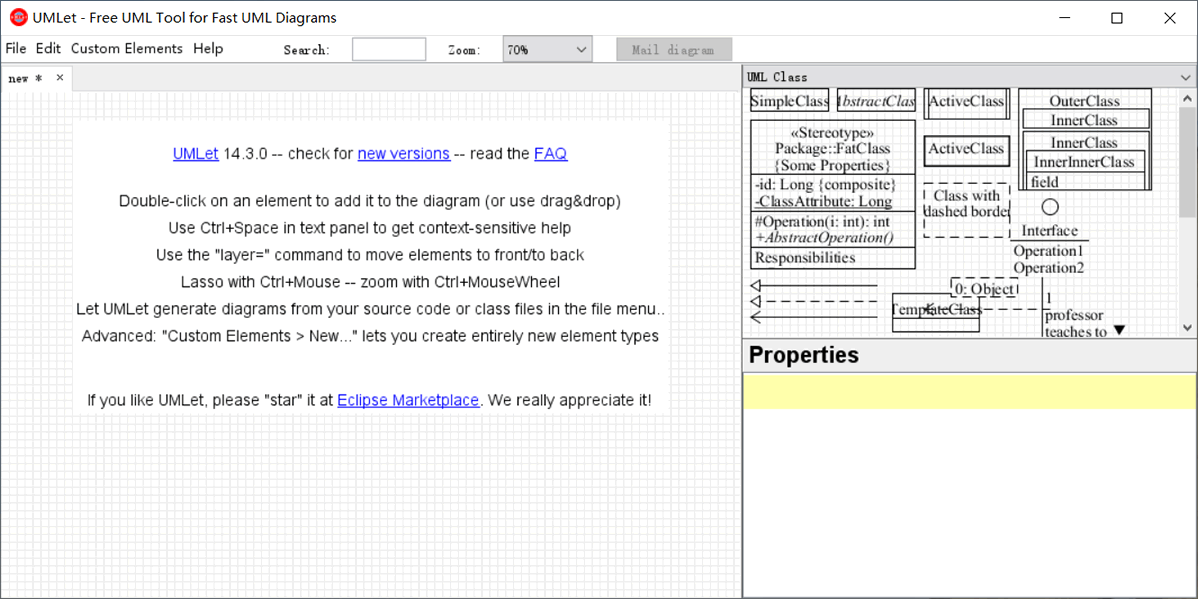 UMLet - Free UML Tool for Fast UML Diagrams
File Edit Custom Elements Help Search: Zoom: 70% Mail diagram
new * ×
UML Class
UMLet 14.3.0 -- check for new versions -- read the FAQ
Double-click on an element to add it to the diagram (or use drag&drop)
Use Ctrl+Space in text panel to get context-sensitive help
Use the "layer=" command to move elements to front/to back
Lasso with Ctrl+Mouse -- zoom with Ctrl+MouseWheel
Let UMLet generate diagrams from your source code or class files in the file menu..
Advanced: "Custom Elements > New..." lets you create entirely new element types
If you like UMLet, please "star" it at Eclipse Marketplace. We really appreciate it!
SimpleClass
AbstractClass
ActiveClass
OuterClass
InnerClass
InnerClass
InnerInnerClass
field
«Stereotype»
Package::FatClass
{Some Properties}
-id: Long {composite}
-ClassAttribute: Long
#Operation(i: int): int
+AbstractOperation()
Responsibilities
ActiveClass
Class with
dashed border
Interface
Operation1
Operation2
0: Object
TemplateClass
1
professor
teaches to ▼
Properties